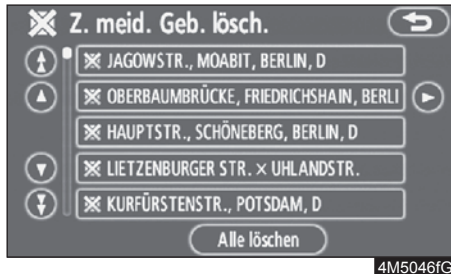 Z. meid. Geb. lösch.
JAGOWSTR., MOABIT, BERLIN, D
OBERBAUMBRÜCKE, FRIEDRICHSHAIN, BERLI
HAUPTSTR., SCHÖNEBERG, BERLIN, D
LIETZENBURGER STR. × UHLANDSTR.
KURFÜRSTENSTR., POTSDAM, D
Alle löschen
4M5046fG